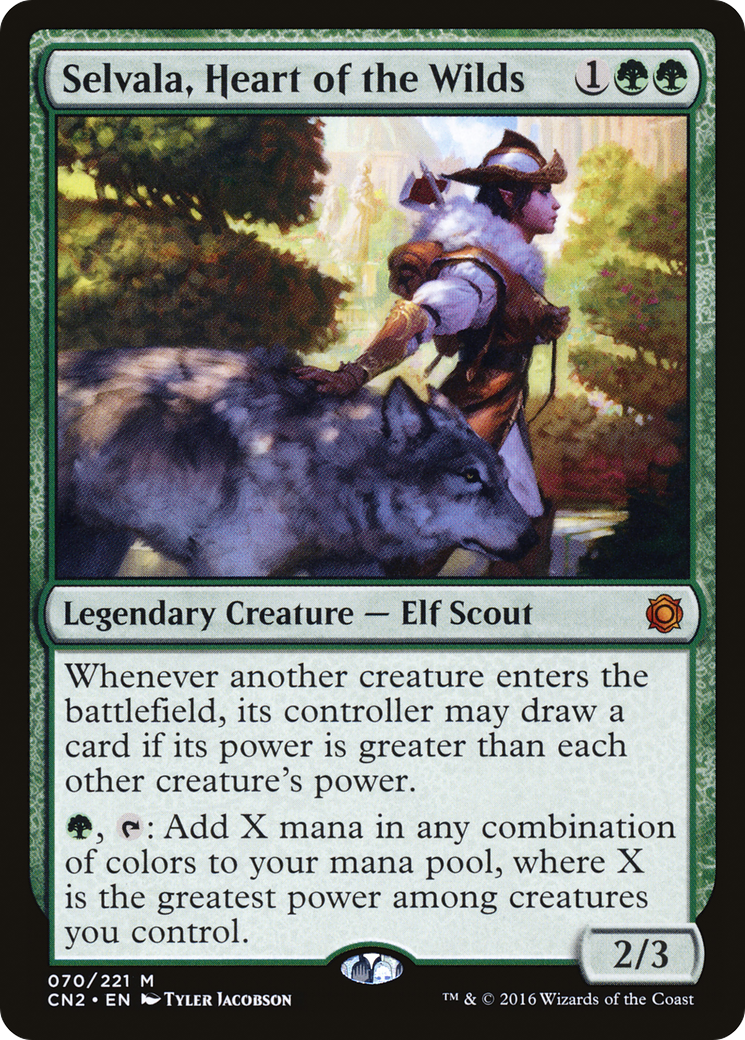 Selvala, Heart of the Wilds 1
Legendary Creature — Elf Scout
Whenever another creature enters the
battlefield, its controller may draw a
card if its power is greater than each
other creature's power.
, : Add X mana in any combination
of colors to your mana pool, where X
is the greatest power among creatures
you control.
2/3
070/221 M
CN2 • EN Tyler Jacobson
™ & © 2016 Wizards of the Coast